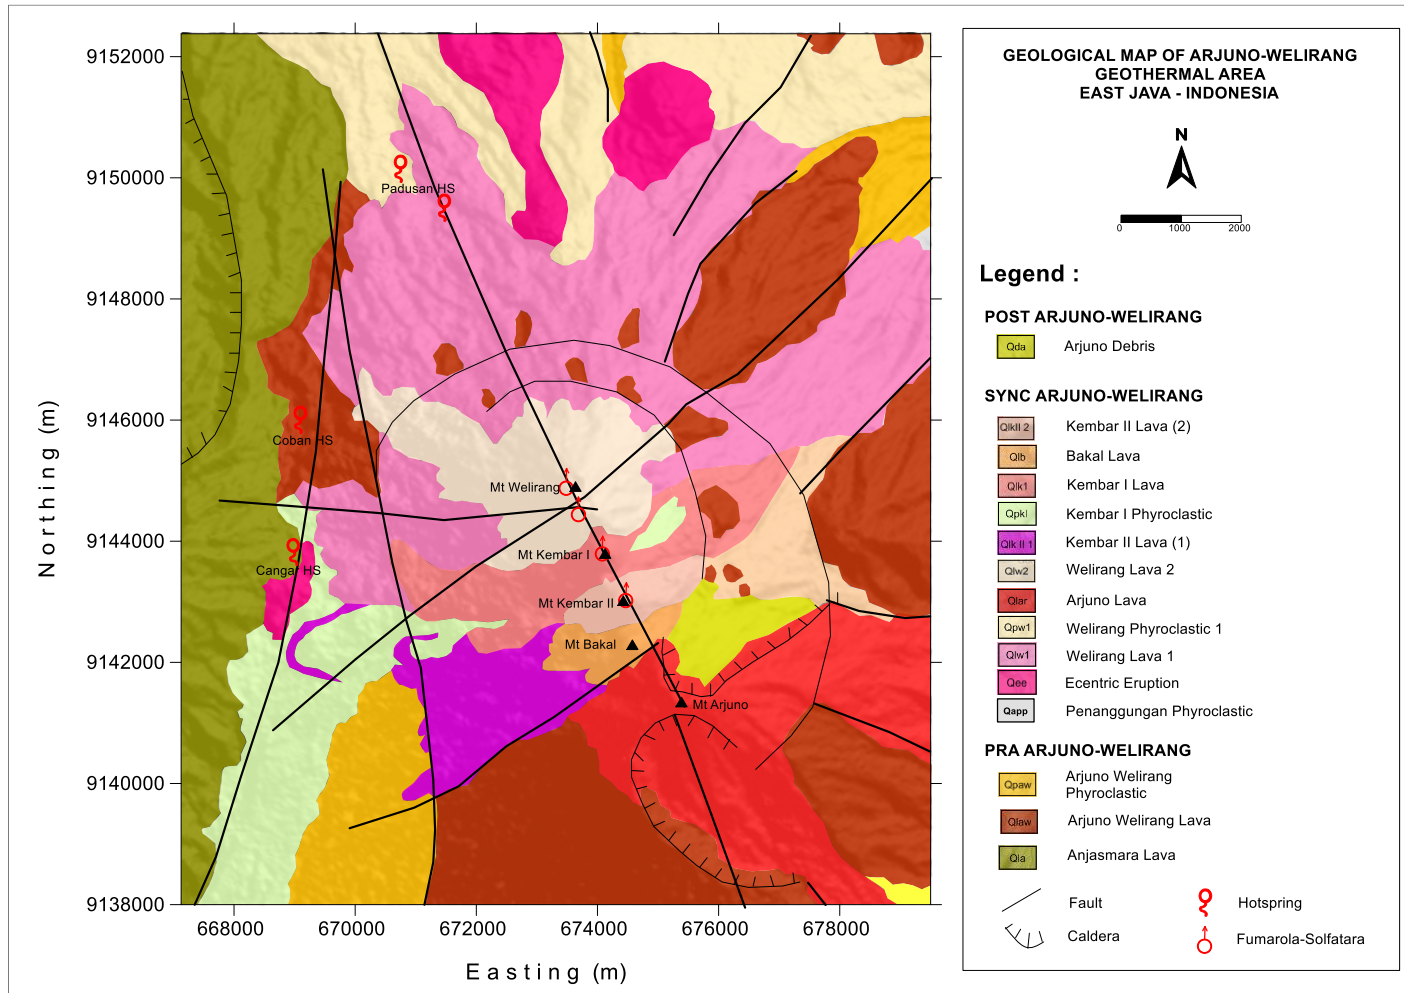 GEOLOGICAL MAP OF ARJUNO-WELIRANG
GEOTHERMAL AREA
EAST JAVA - INDONESIA
N
0 1000 2000
Legend :
POST ARJUNO-WELIRANG
Qda Arjuno Debris
SYNC ARJUNO-WELIRANG
QlkII 2 Kembar II Lava (2)
Qlb Bakal Lava
Qlk1 Kembar I Lava
QpkI Kembar I Phyroclastic
Qlk II 1 Kembar II Lava (1)
Qlw2 Welirang Lava 2
Qlar Arjuno Lava
Qpw1 Welirang Phyroclastic 1
Qlw1 Welirang Lava 1
Qee Ecentric Eruption
Qapp Penanggungan Phyroclastic
PRA ARJUNO-WELIRANG
Qpaw Arjuno Welirang
Phyroclastic
Qlaw Arjuno Welirang Lava
Qla Anjasmara Lava
Fault
Hotspring
Caldera
Fumarola-Solfatara
9152000
9150000
9148000
9146000
9144000
9142000
9140000
9138000
Northing (m)
668000 670000 672000 674000 676000 678000
Easting (m)
Padusan HS
Coban HS
Mt Welirang
Mt Kembar I
Cangar HS
Mt Kembar II
Mt Bakal
Mt Arjuno